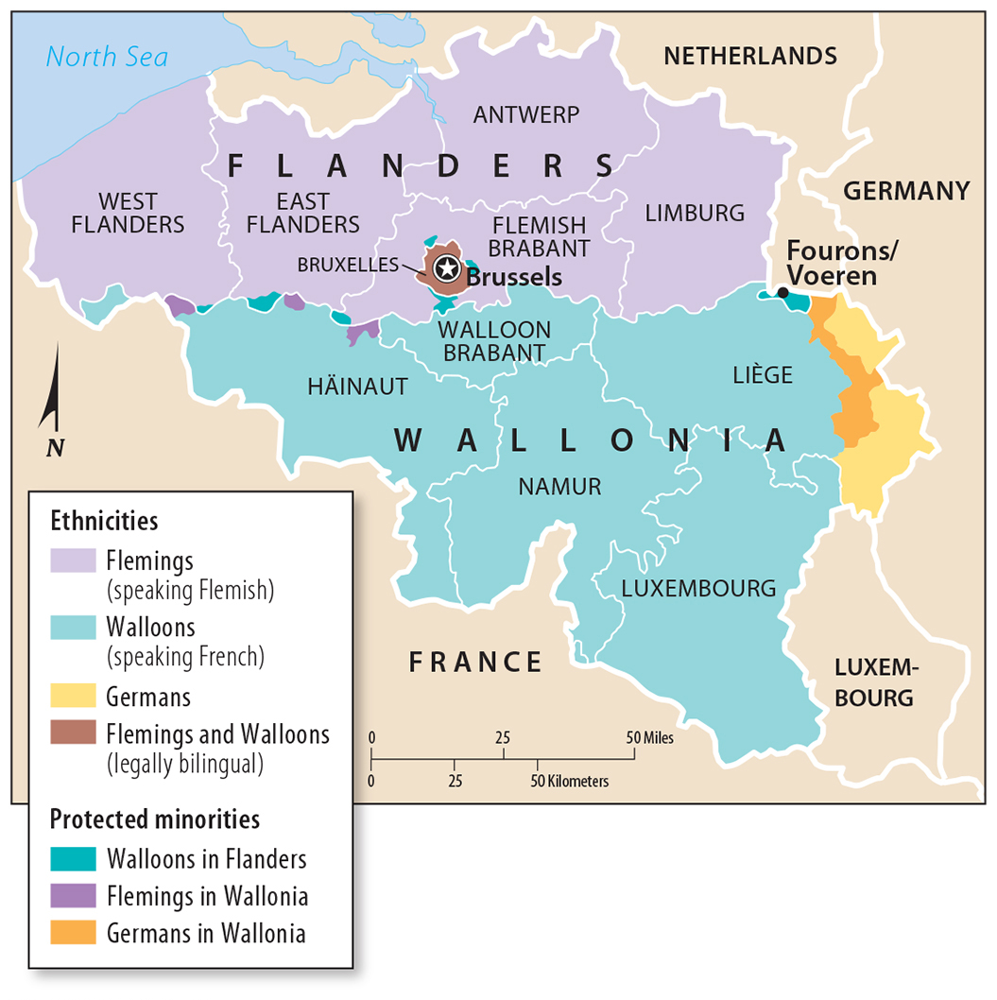 North Sea
NETHERLANDS
ANTWERP
FLANDERS
GERMANY
WEST
FLANDERS
EAST
FLANDERS
LIMBURG
FLEMISH
BRABANT
BRUXELLES
Brussels
Fourons/
Voeren
WALLOON
BRABANT
HÄINAUT
LIÈGE
WALLONIA
N
NAMUR
LUXEMBOURG
FRANCE
LUXEM-
BOURG
0 25 50 Miles
0 25 50 Kilometers
Ethnicities
Flemings
(speaking Flemish)
Walloons
(speaking French)
Germans
Flemings and Walloons
(legally bilingual)
Protected minorities
Walloons in Flanders
Flemings in Wallonia
Germans in Wallonia